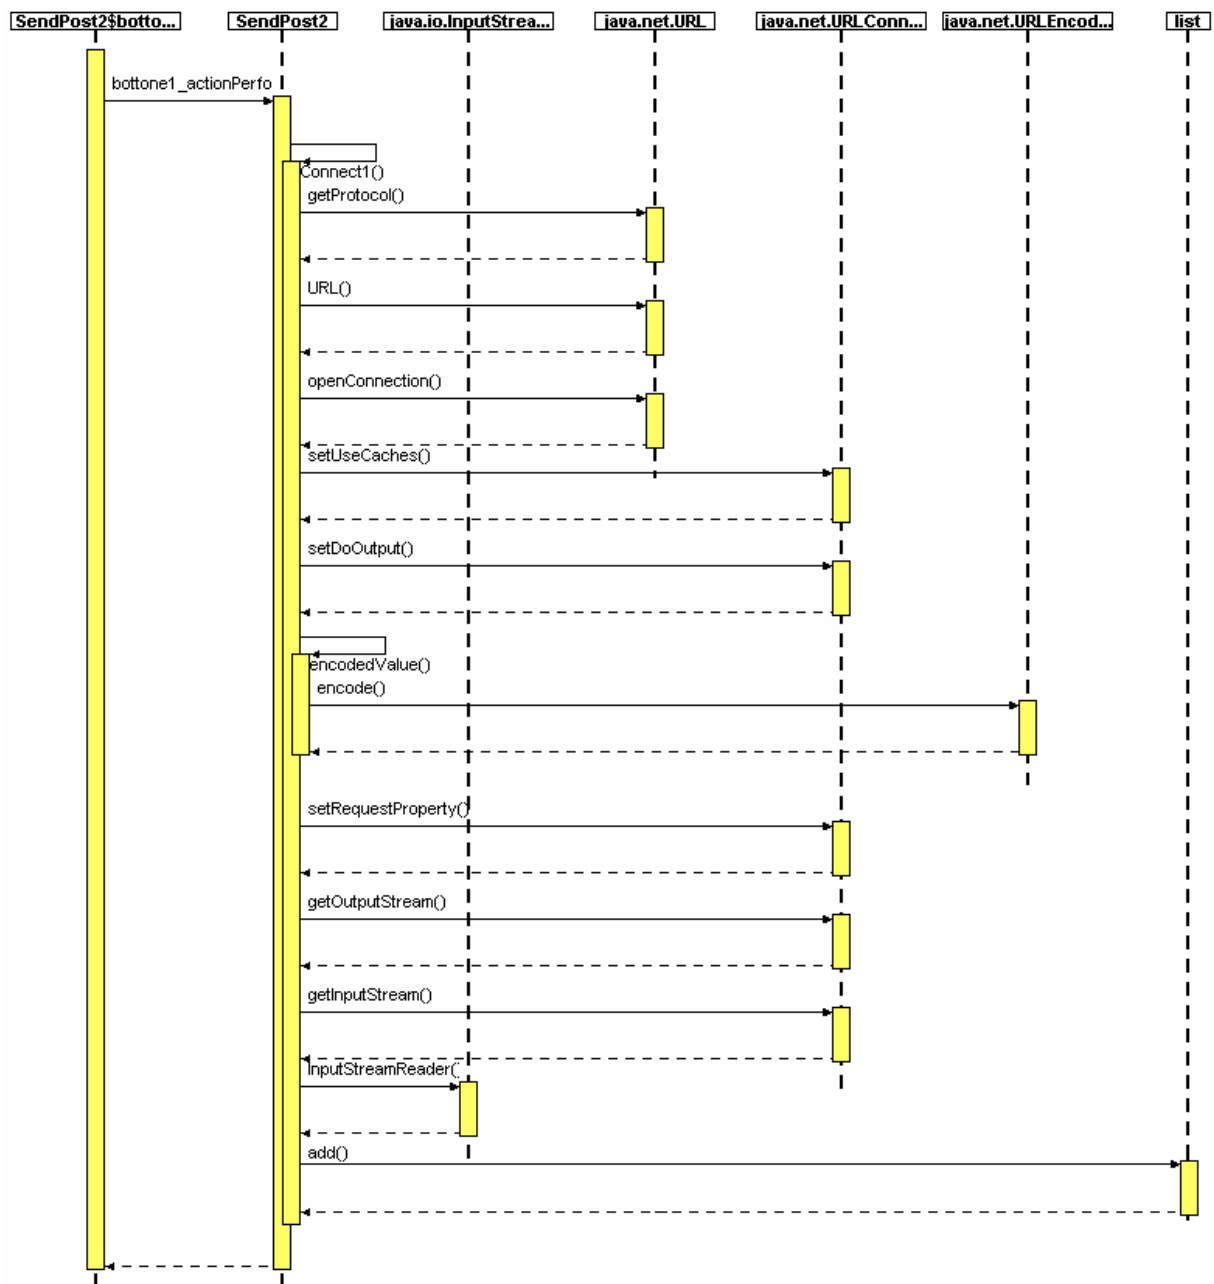 SendPost2$botto...
SendPost2
java.io.InputStrea...
java.net.URL
java.net.URLConn...
java.net.URLEncod...
list
bottone1_actionPerfo
Connect1()
getProtocol()
URL()
openConnection()
setUseCaches()
setDoOutput()
encodedValue()
encode()
setRequestProperty()
getOutputStream()
getInputStream()
InputStreamReader(
add()